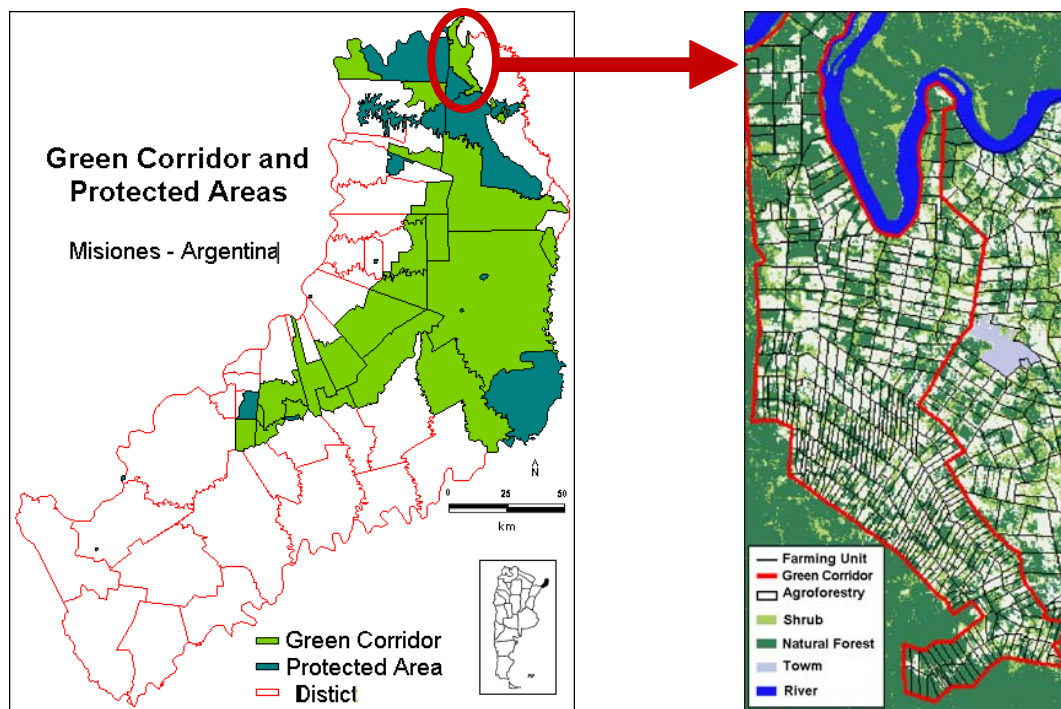 Green Corridor and
Protected Areas
Misiones - Argentina
A
N
0 25 50
km
Green Corridor
Protected Area
Distict
Farming Unit
Green Corridor
Agroforestry
Shrub
Natural Forest
Towm
River